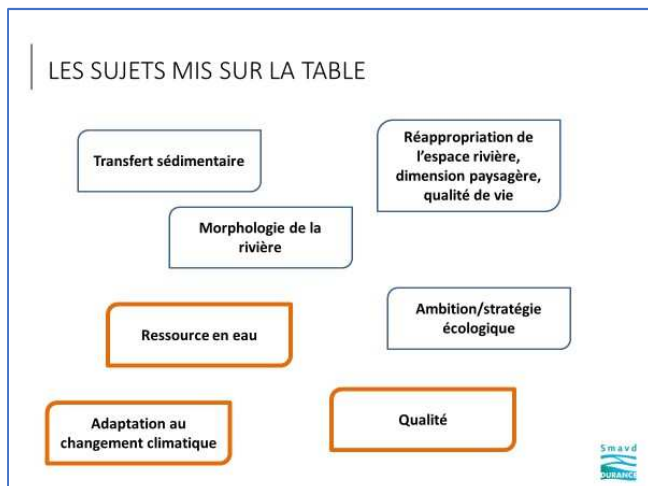 LES SUJETS MIS SUR LA TABLE
Transfert sédimentaire
Réappropriation de
l'espace rivière,
dimension paysagère,
qualité de vie
Morphologie de la
rivière
Ressource en eau
Ambition/stratégie
écologique
Adaptation au
changement climatique
Qualité
Smavd
DURANCE